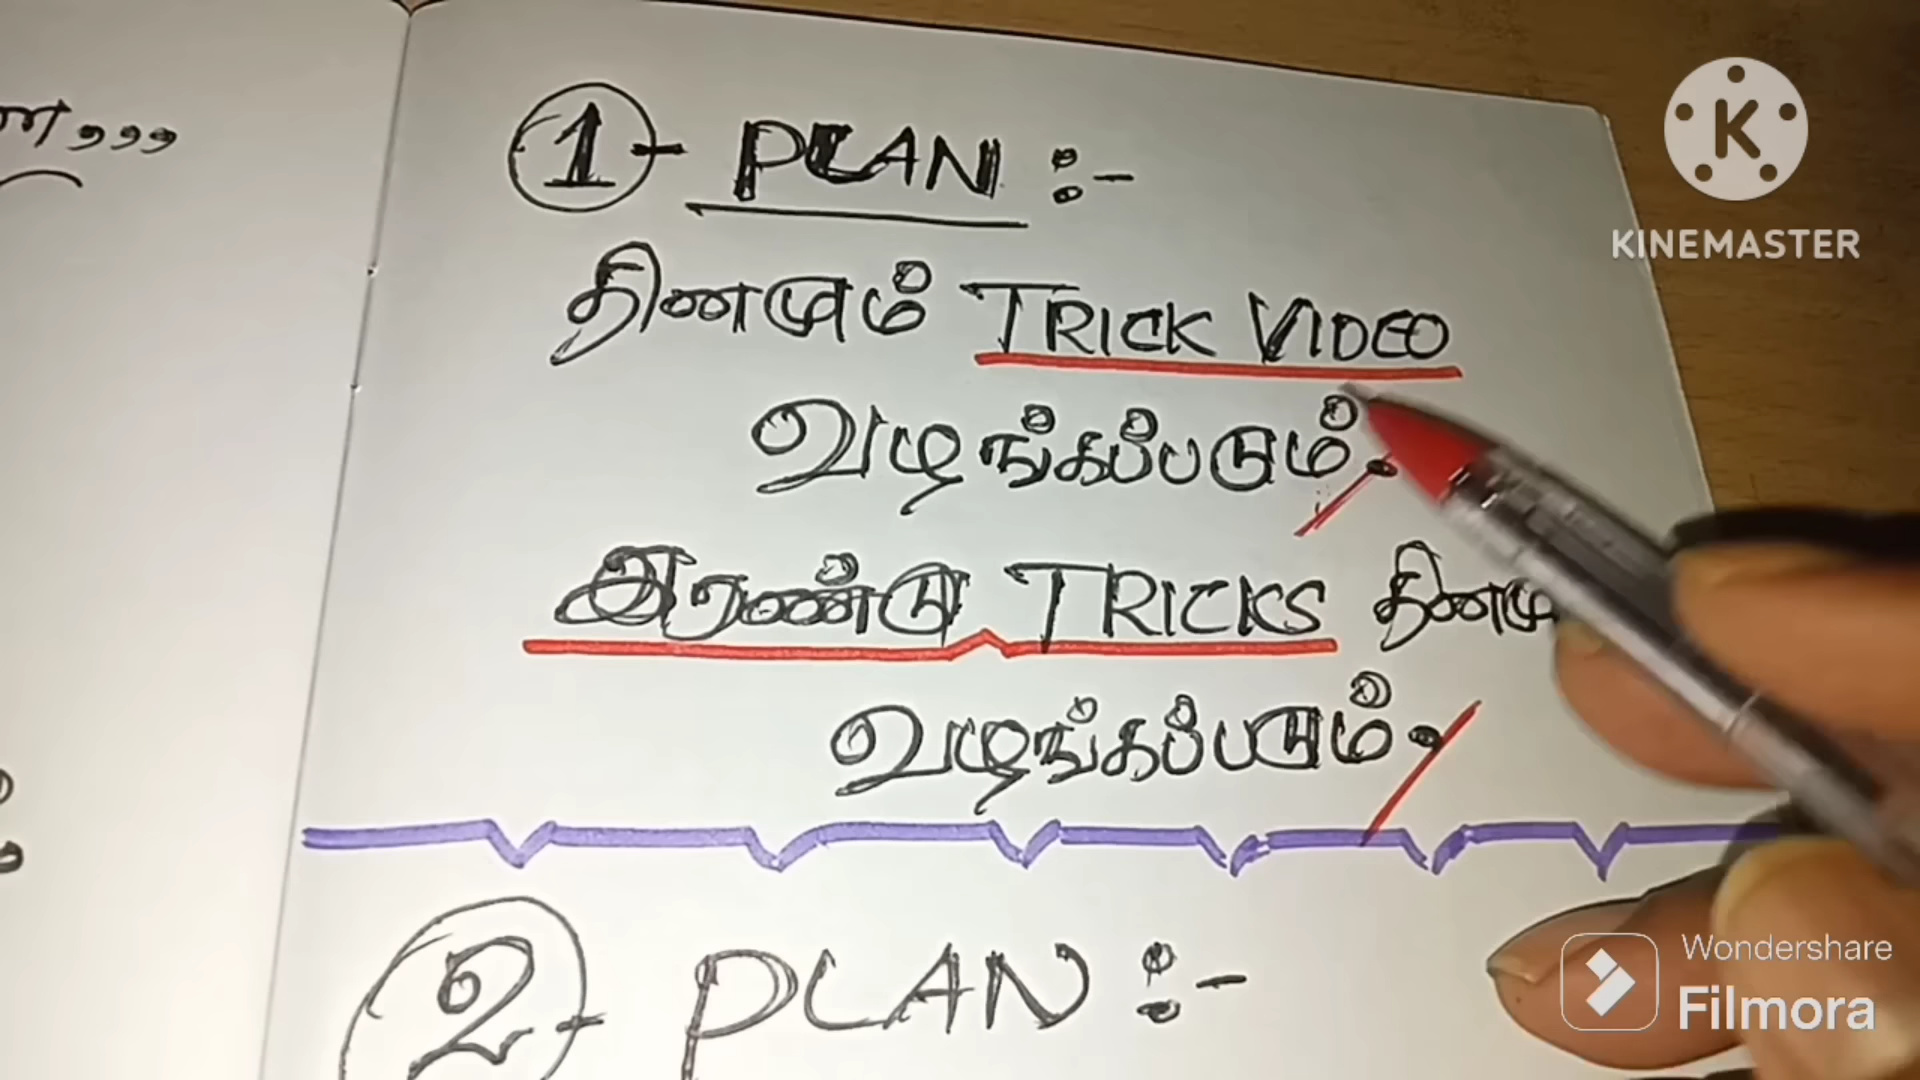 1 - PLAN :-
தினமும் TRICK VIDEO
வழங்கப்படும்.
இரண்டு TRICKS தினமு
வழங்கப்படும்.
2 - PLAN :-
K
KINEMASTER
Wondershare
Filmora